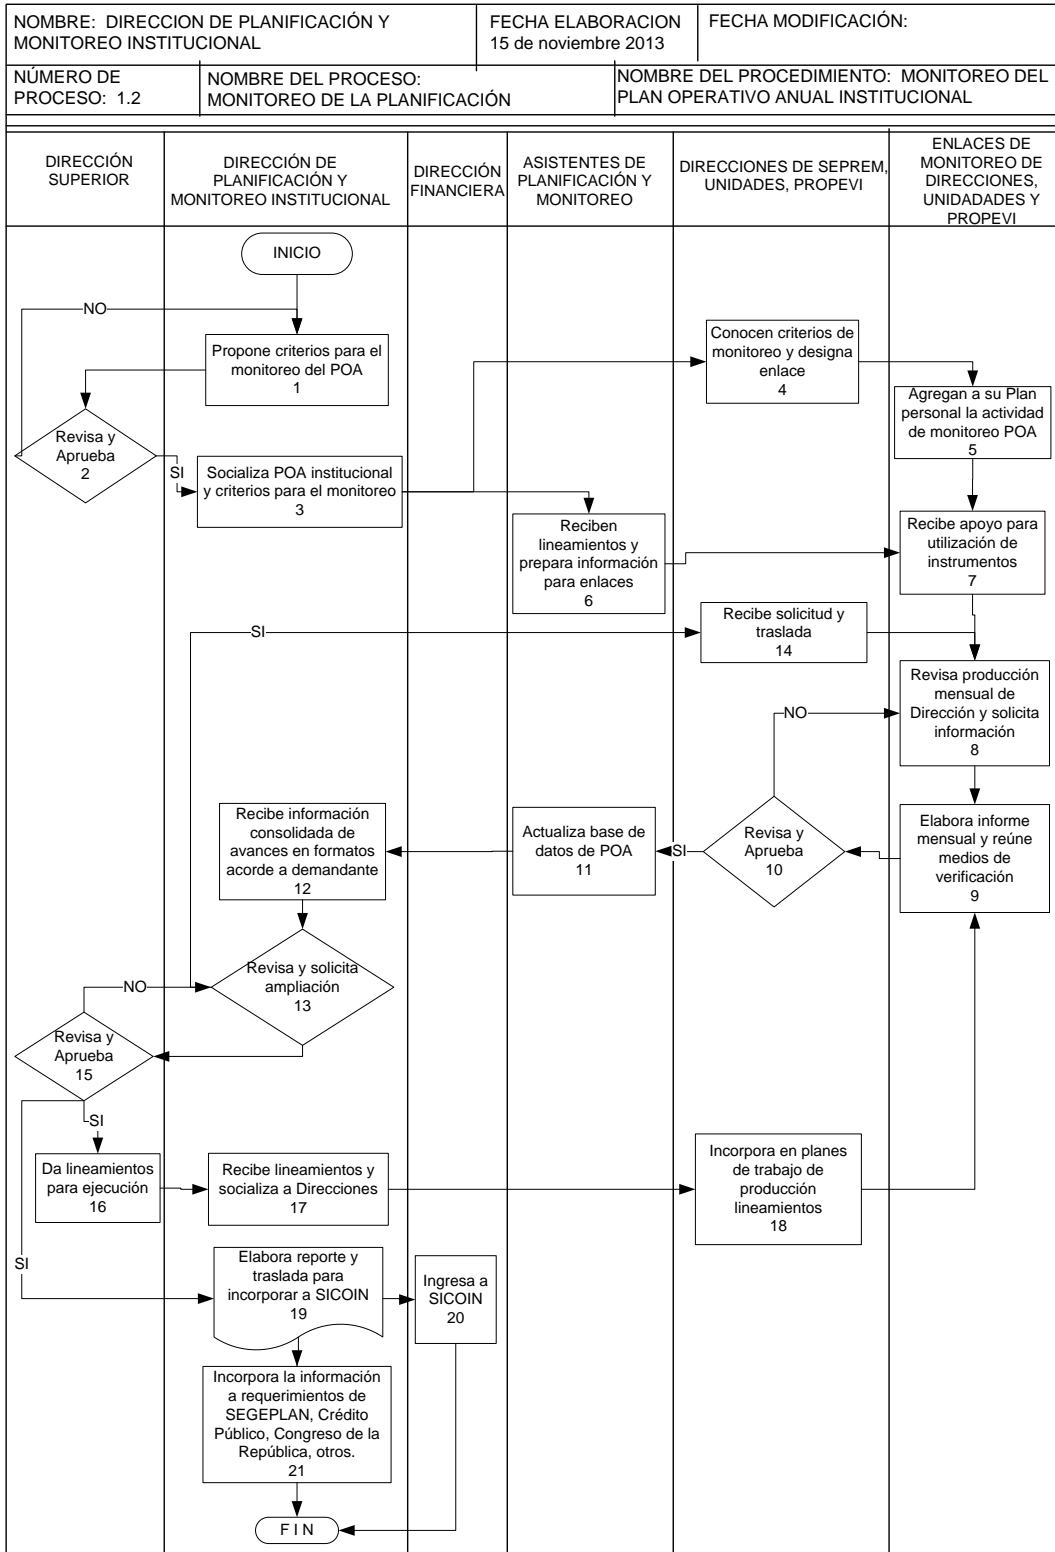 NOMBRE: DIRECCION DE PLANIFICACIÓN Y
MONITOREO INSTITUCIONAL
FECHA ELABORACION
15 de noviembre 2013
FECHA MODIFICACIÓN:
NÚMERO DE
PROCESO: 1.2
NOMBRE DEL PROCESO:
MONITOREO DE LA PLANIFICACIÓN
NOMBRE DEL PROCEDIMIENTO: MONITOREO DEL
PLAN OPERATIVO ANUAL INSTITUCIONAL
DIRECCIÓN
SUPERIOR
DIRECCIÓN DE
PLANIFICACIÓN Y
MONITOREO INSTITUCIONAL
DIRECCIÓN
FINANCIERA
ASISTENTES DE
PLANIFICACIÓN Y
MONITOREO
DIRECCIONES DE SEPREM,
UNIDADES, PROPEVI
ENLACES DE
MONITOREO DE
DIRECCIONES,
UNIDADADES Y
PROPEVI
INICIO
NO
Propone criterios para el
monitoreo del POA
1
Revisa y
Aprueba
2
SI
Socializa POA institucional
y criterios para el monitoreo
3
Conocen criterios de
monitoreo y designa
enlace
4
Agregan a su Plan
personal la actividad
de monitoreo POA
5
Reciben
lineamientos y
prepara información
para enlaces
6
Recibe apoyo para
utilización de
instrumentos
7
SI
Recibe solicitud y
traslada
14
Revisa producción
mensual de
Dirección y solicita
información
8
NO
Elabora informe
mensual y reúne
medios de
verificación
9
Revisa y
Aprueba
10
SI
Actualiza base de
datos de POA
11
Recibe información
consolidada de
avances en formatos
acorde a demandante
12
Revisa y solicita
ampliación
13
NO
Revisa y
Aprueba
15
SI
Da lineamientos
para ejecución
16
Recibe lineamientos y
socializa a Direcciones
17
Incorpora en planes
de trabajo de
producción
lineamientos
18
SI
Elabora reporte y
traslada para
incorporar a SICOIN
19
Ingresa a
SICOIN
20
Incorpora la información
a requerimientos de
SEGEPLAN, Crédito
Público, Congreso de la
República, otros.
21
F I N